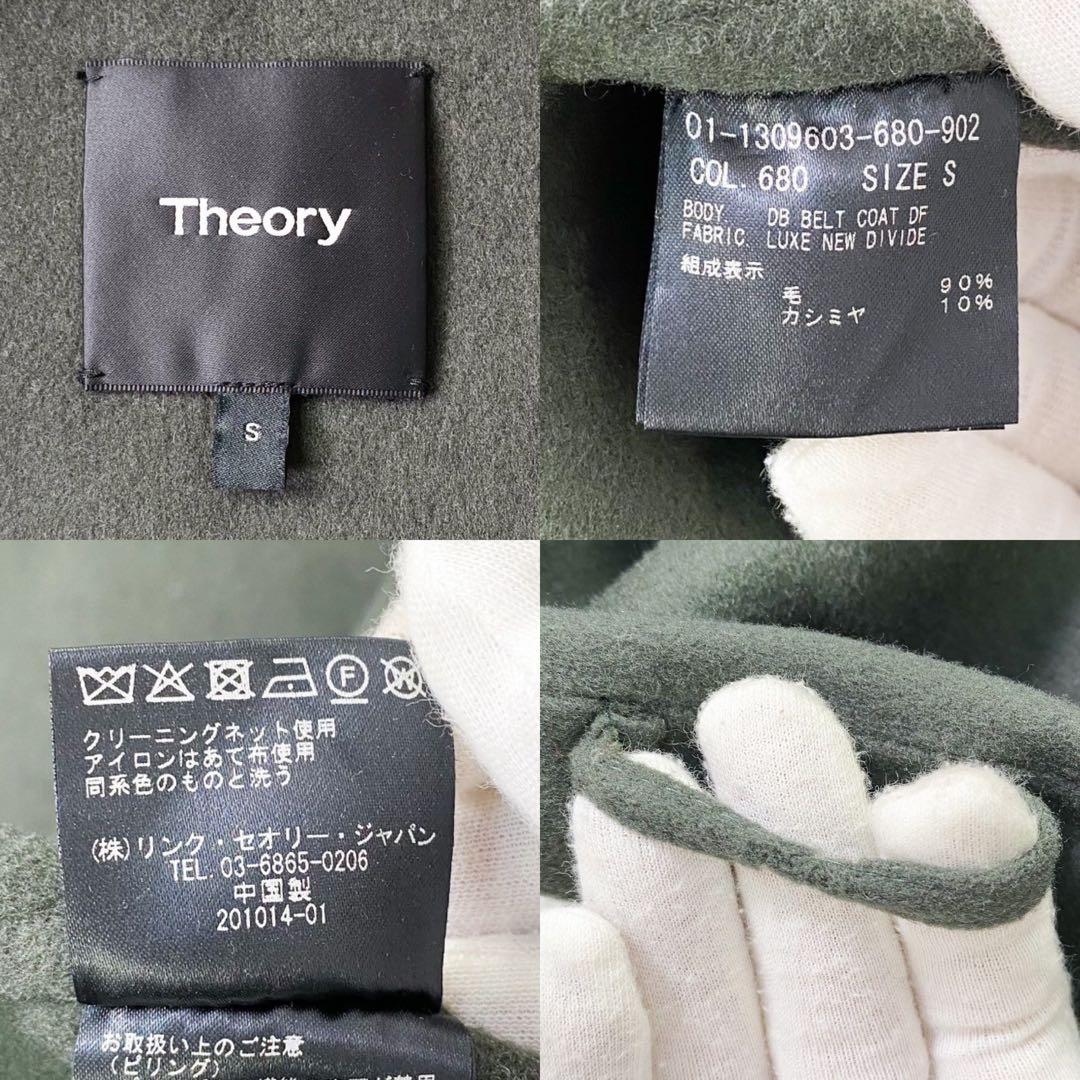 Theory
S
01-1309603-680-902
COL. 680 SIZE S
BODY DB BELT COAT DF
FABRIC LUXE NEW DIVIDE
組成表示
毛 90%
カシミヤ 10%
F W
クリーニングネット使用
アイロンはあて布使用
同系色のものと洗う
(株)リンク・セオリー・ジャパン
TEL. 03-6865-0206
中国製
201014-01
お取扱い上のご注意
(ピリング)